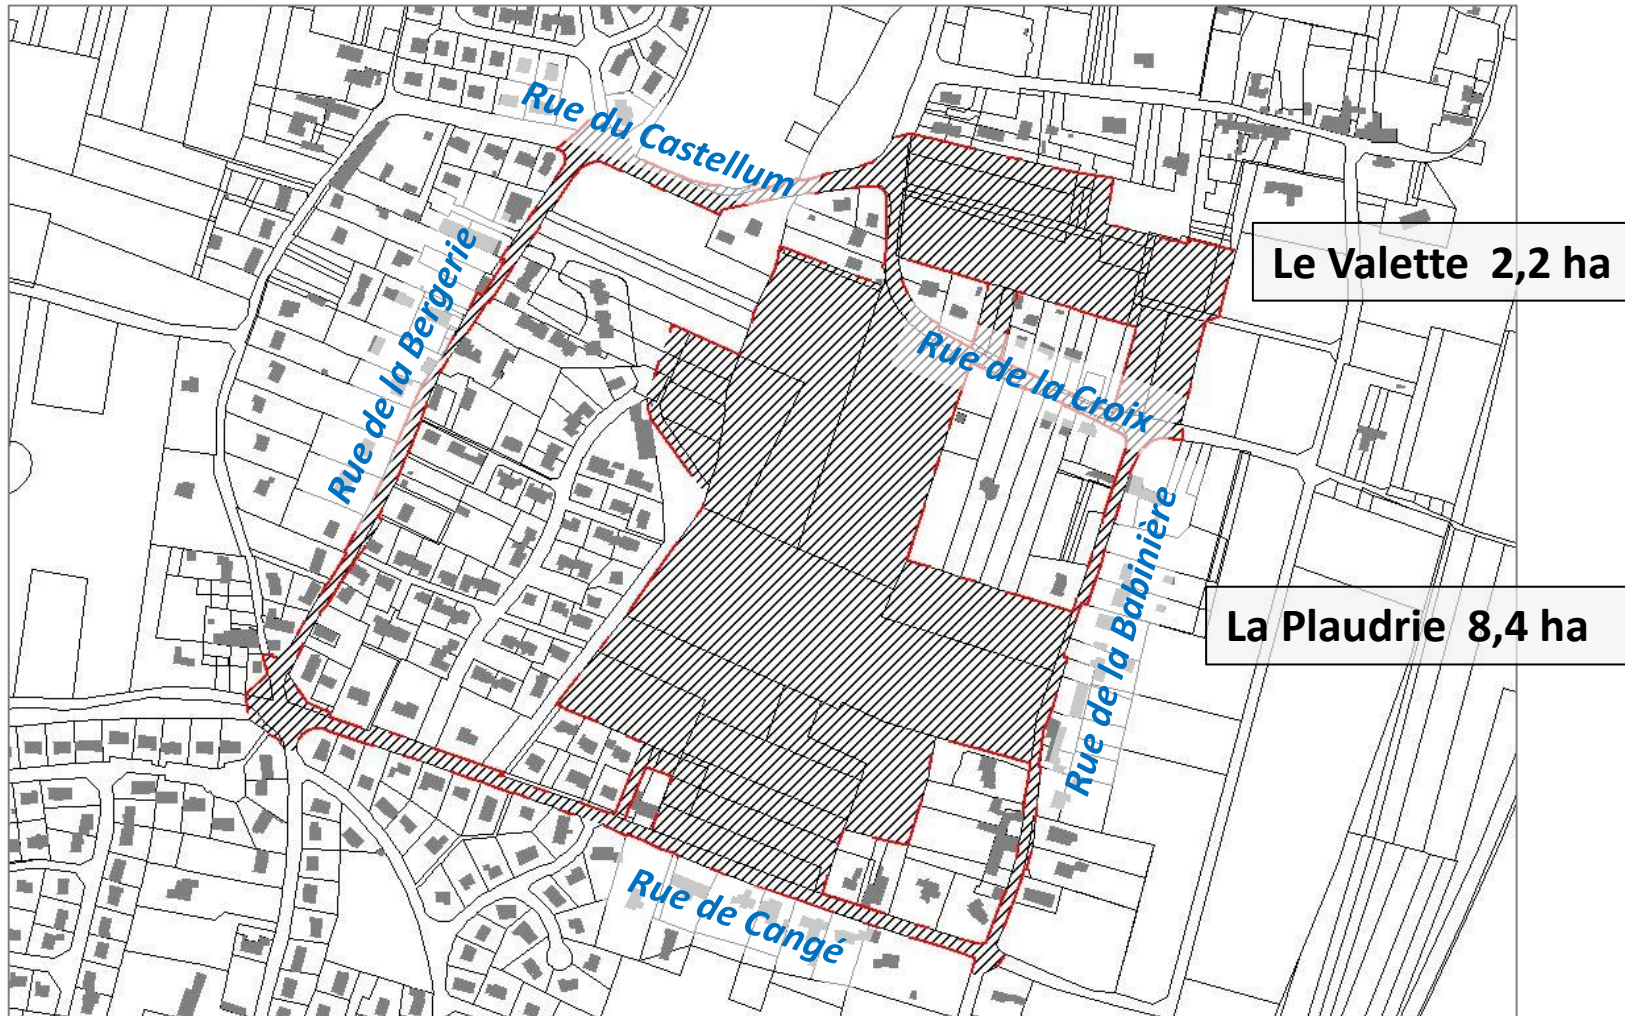 Rue du Castellum
Le Valette 2,2 ha
Rue de la Bergerie
Rue de la Croix
La Plaudrie 8,4 ha
Rue de la Babinière
Rue de Cangé